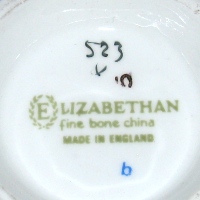 523
ELIZABETHAN
fine bone china
MADE IN ENGLAND
b